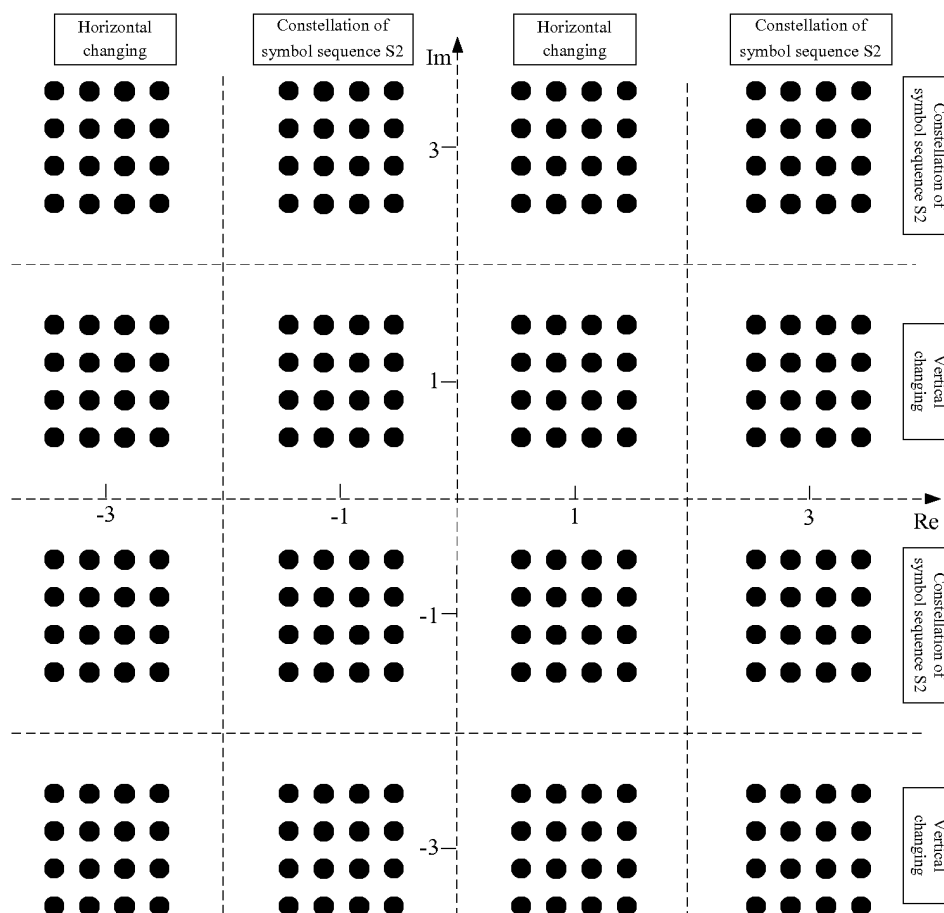 Horizontal
changing
Constellation of
symbol sequence S2
Horizontal
changing
Constellation of
symbol sequence S2
Im
3
Constellation of
symbol sequence S2
1
Vertical
changing
-3
-1
1
3
Re
-1
Constellation of
symbol sequence S2
-3
Vertical
changing